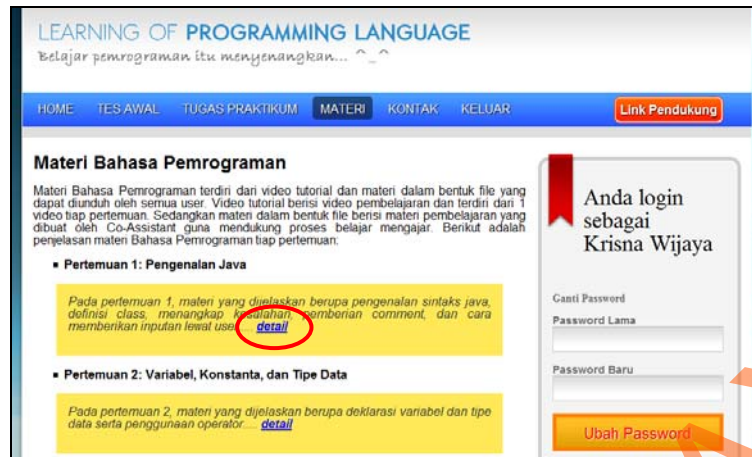 LEARNING OF PROGRAMMING LANGUAGE
Belajar pemrograman itu menyenangkan... ^_^
HOME TES AWAL TUGAS PRAKTIKUM MATERI KONTAK KELUAR Link Pendukung
Materi Bahasa Pemrograman
Materi Bahasa Pemrograman terdiri dari video tutorial dan materi dalam bentuk file yang
dapat diunduh oleh semua user. Video tutorial berisi video pembelajaran dan terdiri dari 1
video tiap pertemuan. Sedangkan materi dalam bentuk file berisi materi pembelajaran yang
dibuat oleh Co-Assistant guna mendukung proses belajar mengajar. Berikut adalah
penjelasan materi Bahasa Pemrograman tiap pertemuan:
Pertemuan 1: Pengenalan Java
Pada pertemuan 1, materi yang dijelaskan berupa pengenalan sintaks java,
definisi class, menangkap kesalahan, pemberian comment, dan cara
memberikan inputan lewat user.... detail
Pertemuan 2: Variabel, Konstanta, dan Tipe Data
Pada pertemuan 2, materi yang dijelaskan berupa deklarasi variabel dan tipe
data serta penggunaan operator.... detail
Anda login
sebagai
Krisna Wijaya
Ganti Password
Password Lama
Password Baru
Ubah Password